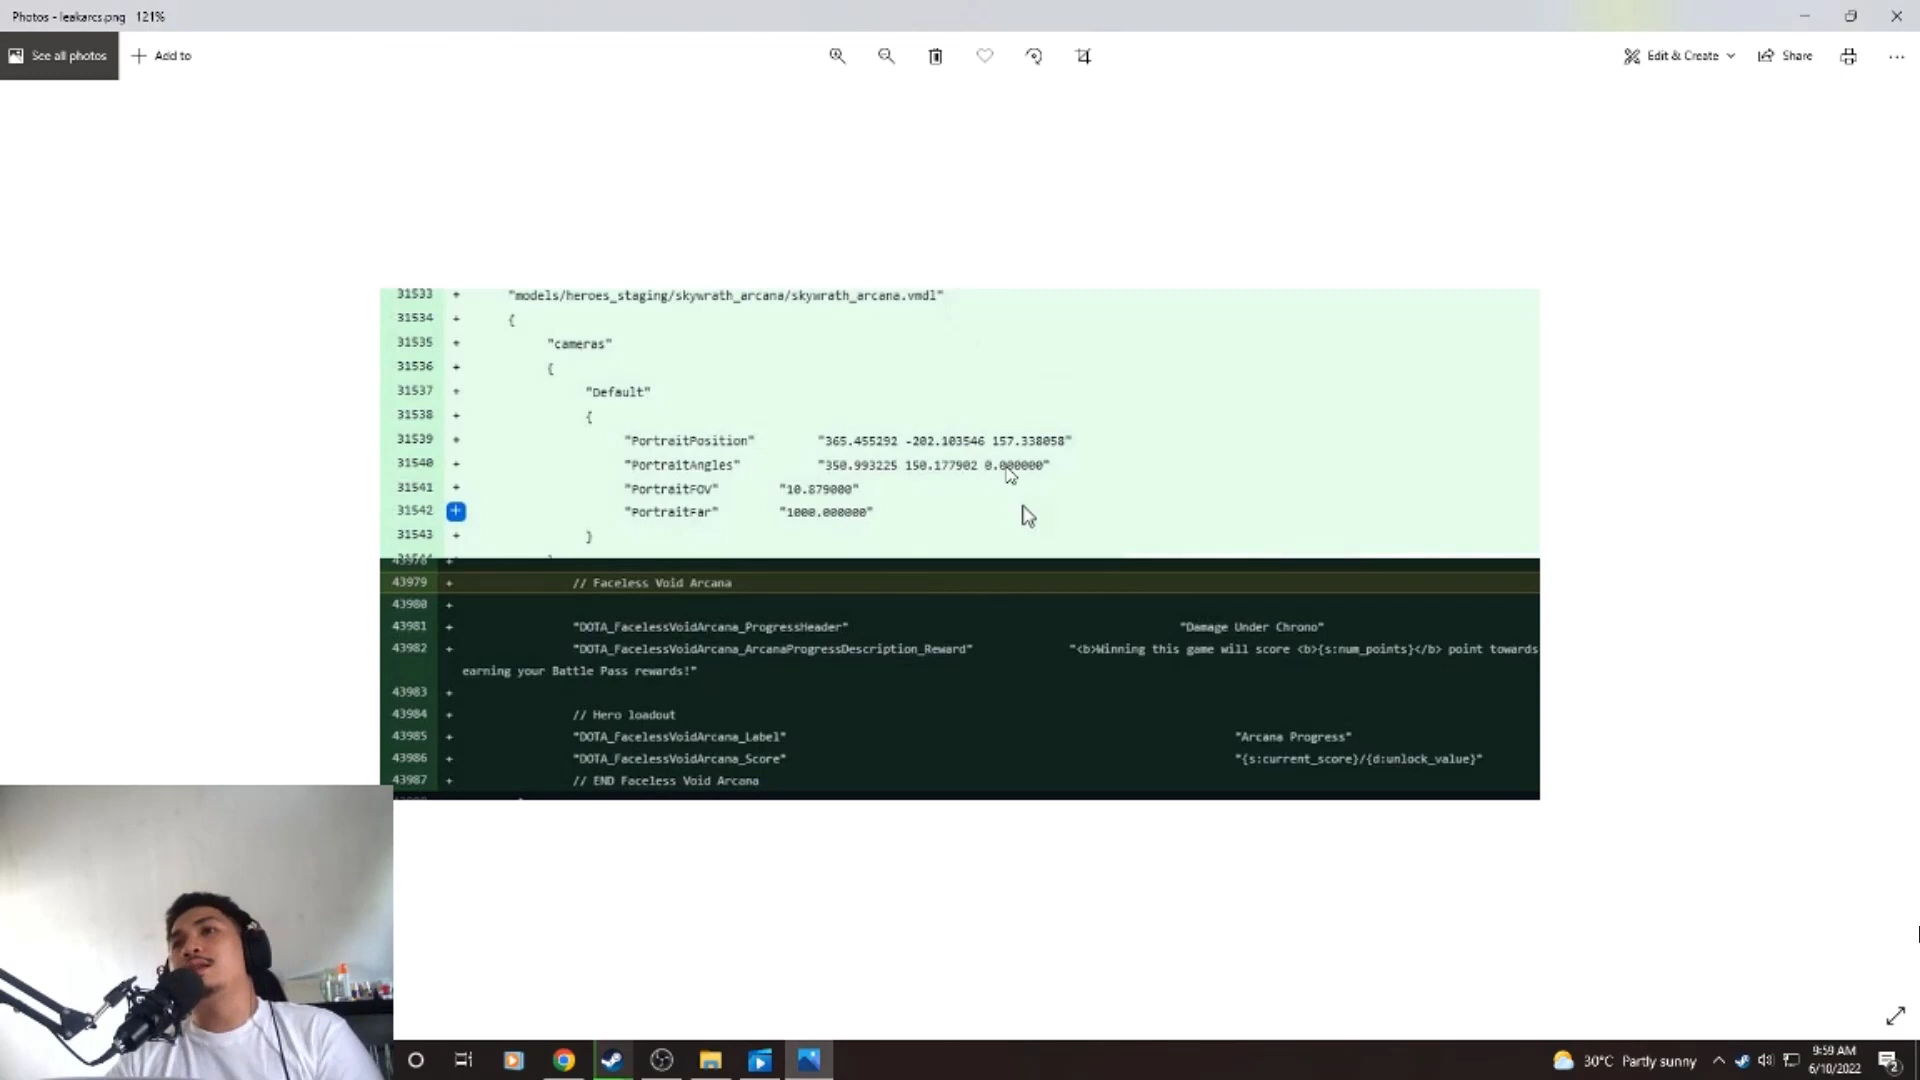 Photos - leakarcs.png 121%
See all photos
Add to
Edit & Create
Share
31533 + "models/heroes_staging/skywrath_arcana/skywrath_arcana.vmdl"
31534 + {
31535 + "cameras"
31536 + {
31537 + "Default"
31538 + {
31539 + "PortraitPosition" "365.455292 -202.103546 157.338058"
31540 + "PortraitAngles" "350.993225 150.177902 0.000000"
31541 + "PortraitFOV" "10.879000"
31542 + "PortraitFar" "1000.000000"
31543 + }
43979 + // Faceless Void Arcana
43980 +
43981 + "DOTA_FacelessVoidArcana_ProgressHeader" "Damage Under Chrono"
43982 + "DOTA_FacelessVoidArcana_ArcanaProgressDescription_Reward" "<b>Winning this game will score <b>{s:num_points}</b> point towards
earning your Battle Pass rewards!"
43983 +
43984 + // Hero loadout
43985 + "DOTA_FacelessVoidArcana_Label" "Arcana Progress"
43986 + "DOTA_FacelessVoidArcana_Score" "{s:current_score}/{d:unlock_value}"
43987 + // END Faceless Void Arcana
30°C Partly sunny
9:59 AM
6/10/2022
2